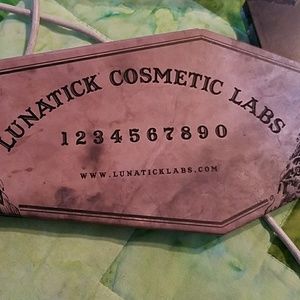 LUNATICK COSMETIC LABS
1234567890
WWW.LUNATICKLABS.COM